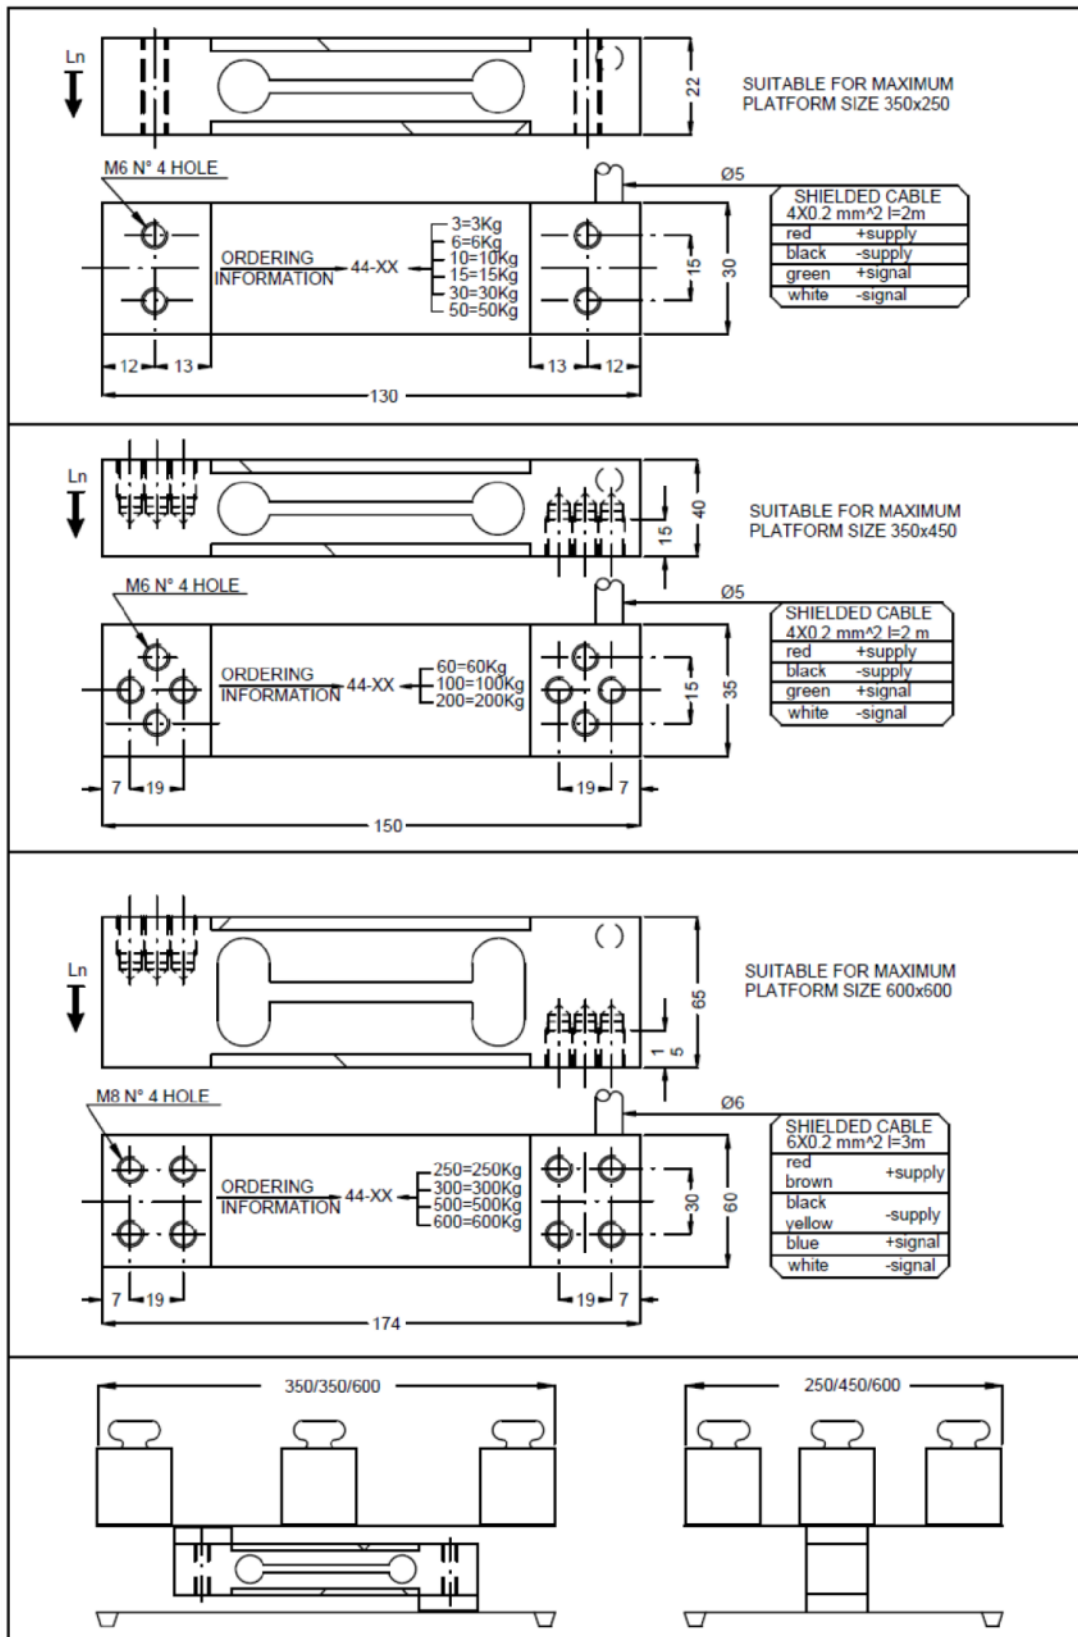 Ln
22
SUITABLE FOR MAXIMUM
PLATFORM SIZE 350x250
M6 N° 4 HOLE
Ø5
SHIELDED CABLE
4X0.2 mm^2 l=2m
red +supply
black -supply
green +signal
white -signal
ORDERING
INFORMATION
44-XX
3=3Kg
6=6Kg
10=10Kg
15=15Kg
30=30Kg
50=50Kg
15
30
12
13
13
12
130
Ln
15
40
SUITABLE FOR MAXIMUM
PLATFORM SIZE 350x450
M6 N° 4 HOLE
Ø5
SHIELDED CABLE
4X0.2 mm^2 l=2 m
red +supply
black -supply
green +signal
white -signal
ORDERING
INFORMATION
44-XX
60=60Kg
100=100Kg
200=200Kg
15
35
7
19
19
7
150
Ln
1
5
65
SUITABLE FOR MAXIMUM
PLATFORM SIZE 600x600
M8 N° 4 HOLE
Ø6
SHIELDED CABLE
6X0.2 mm^2 l=3m
red
brown +supply
black
yellow -supply
blue +signal
white -signal
ORDERING
INFORMATION
44-XX
250=250Kg
300=300Kg
500=500Kg
600=600Kg
30
60
7
19
19
7
174
350/350/600
250/450/600